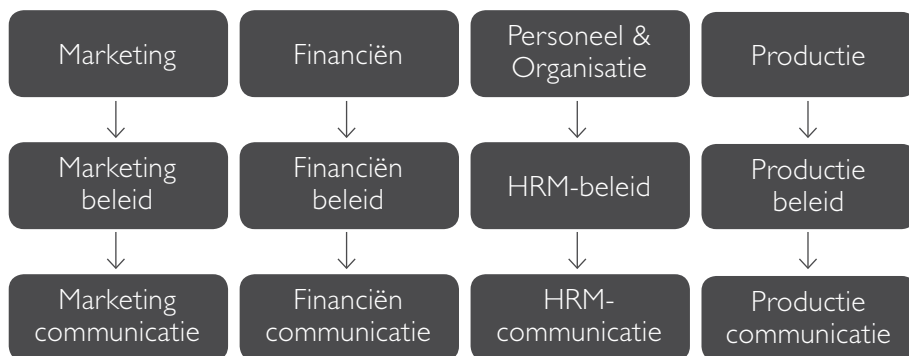 Marketing
Financiën
Personeel &
Organisatie
Productie
Marketing
beleid
Financiën
beleid
HRM-beleid
Productie
beleid
Marketing
communicatie
Financiën
communicatie
HRM-
communicatie
Productie
communicatie